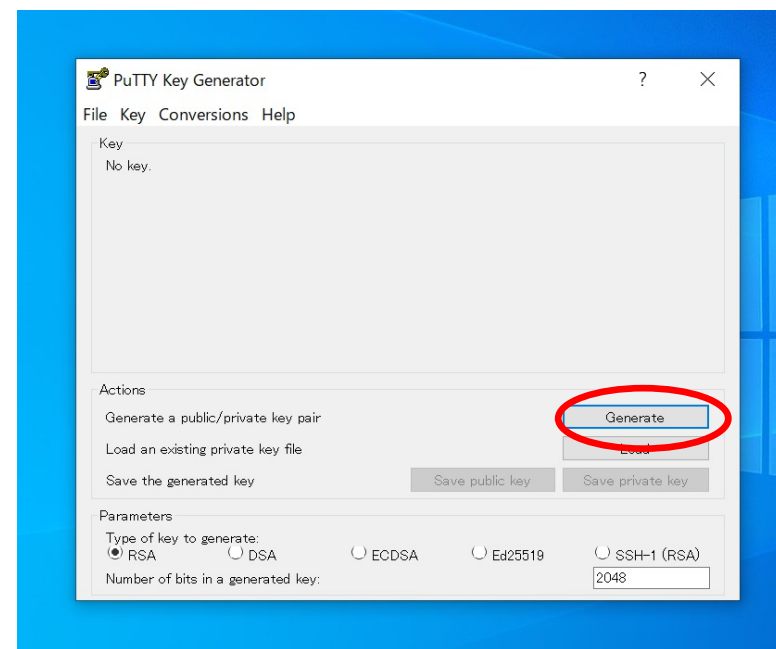 PuTTY Key Generator ? ×
File Key Conversions Help
Key
No key.
Actions
Generate a public/private key pair Generate
Load an existing private key file Load
Save the generated key Save public key Save private key
Parameters
Type of key to generate:
RSA DSA ECDSA Ed25519 SSH-1 (RSA)
Number of bits in a generated key: 2048